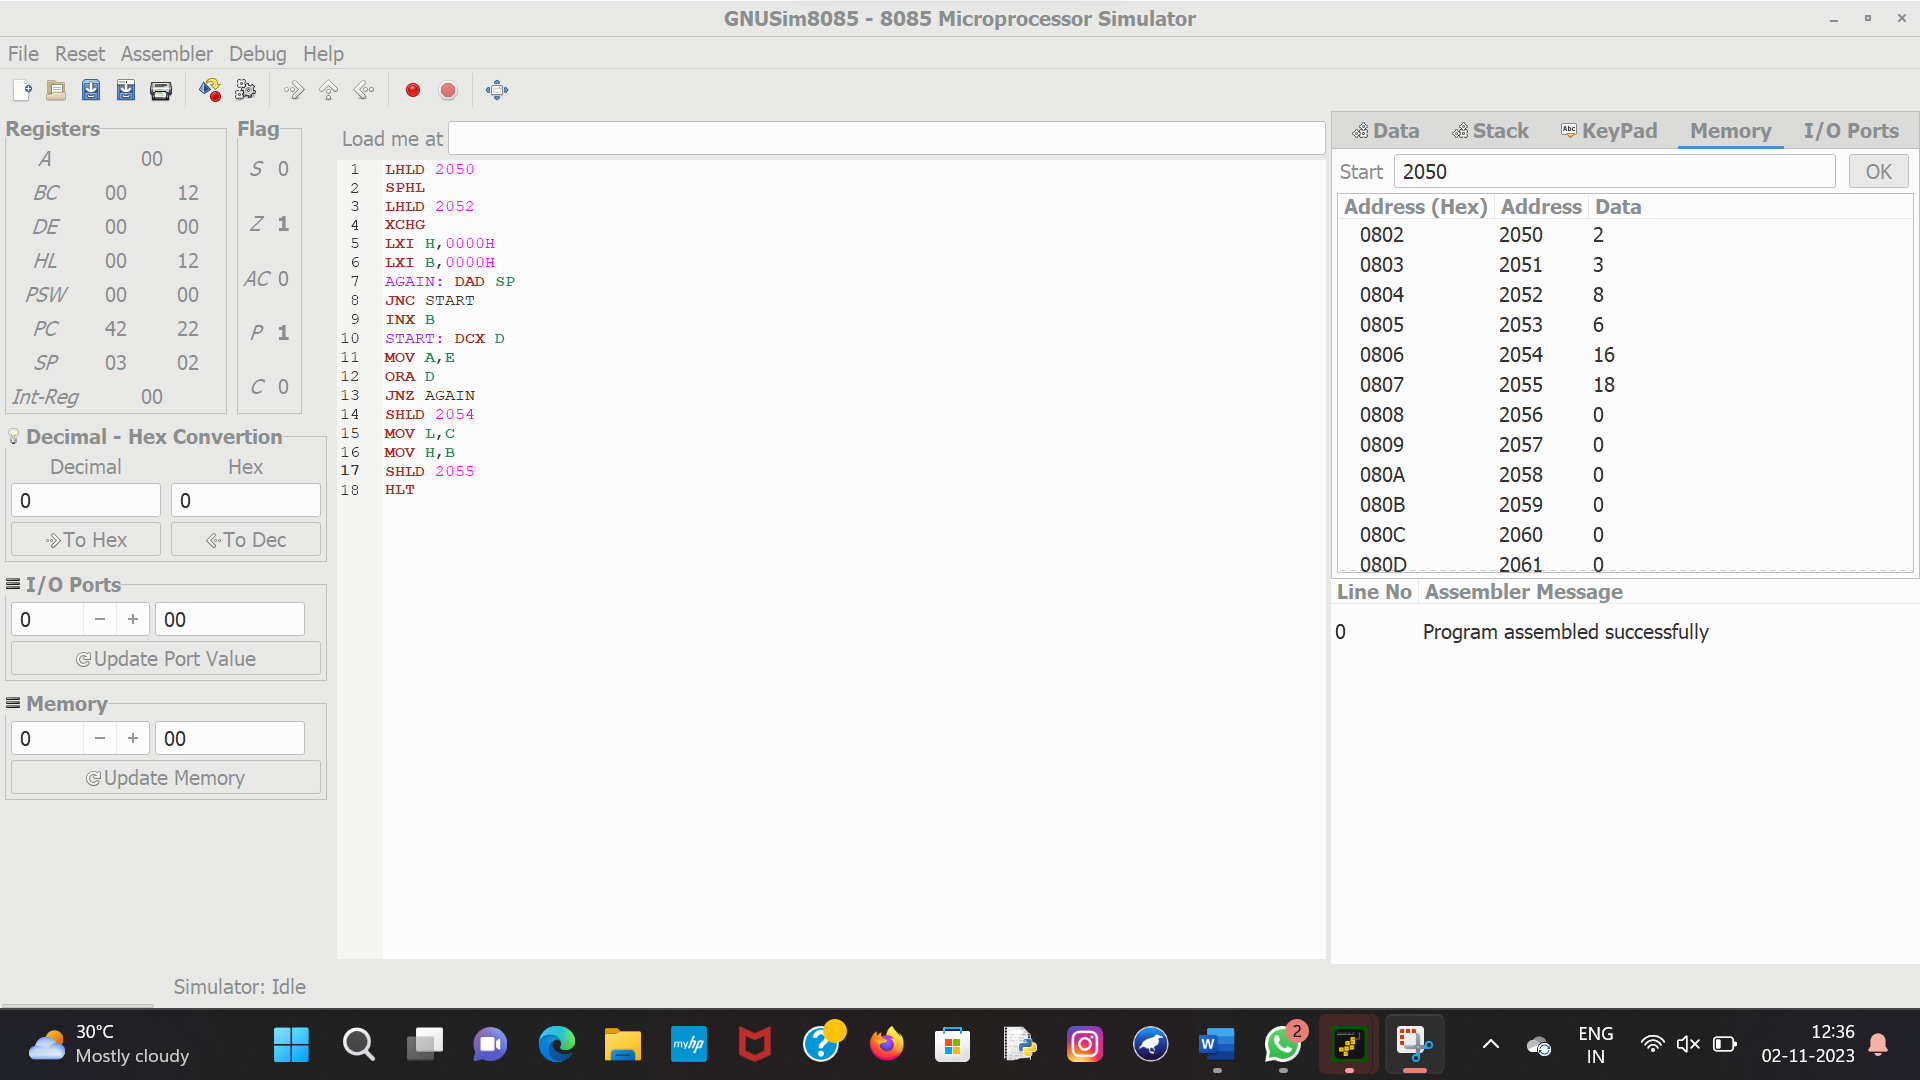 GNUSim8085 - 8085 Microprocessor Simulator
File Reset Assembler Debug Help
Registers
A 00
BC 00 12
DE 00 00
HL 00 12
PSW 00 00
PC 42 22
SP 03 02
Int-Reg 00
Flag
S 0
Z 1
AC 0
P 1
C 0
Decimal - Hex Convertion
Decimal Hex
0 0
To Hex To Dec
I/O Ports
0 − + 00
Update Port Value
Memory
0 − + 00
Update Memory
Load me at
1 LHLD 2050
2 SPHL
3 LHLD 2052
4 XCHG
5 LXI H,0000H
6 LXI B,0000H
7 AGAIN: DAD SP
8 JNC START
9 INX B
10 START: DCX D
11 MOV A,E
12 ORA D
13 JNZ AGAIN
14 SHLD 2054
15 MOV L,C
16 MOV H,B
17 SHLD 2055
18 HLT
Data Stack Abc KeyPad Memory I/O Ports
Start 2050 OK
Address (Hex) Address Data
0802 2050 2
0803 2051 3
0804 2052 8
0805 2053 6
0806 2054 16
0807 2055 18
0808 2056 0
0809 2057 0
080A 2058 0
080B 2059 0
080C 2060 0
080D 2061 0
Line No Assembler Message
0 Program assembled successfully
Simulator: Idle
30°C
Mostly cloudy
myhp
W
2
ENG
IN
12:36
02-11-2023